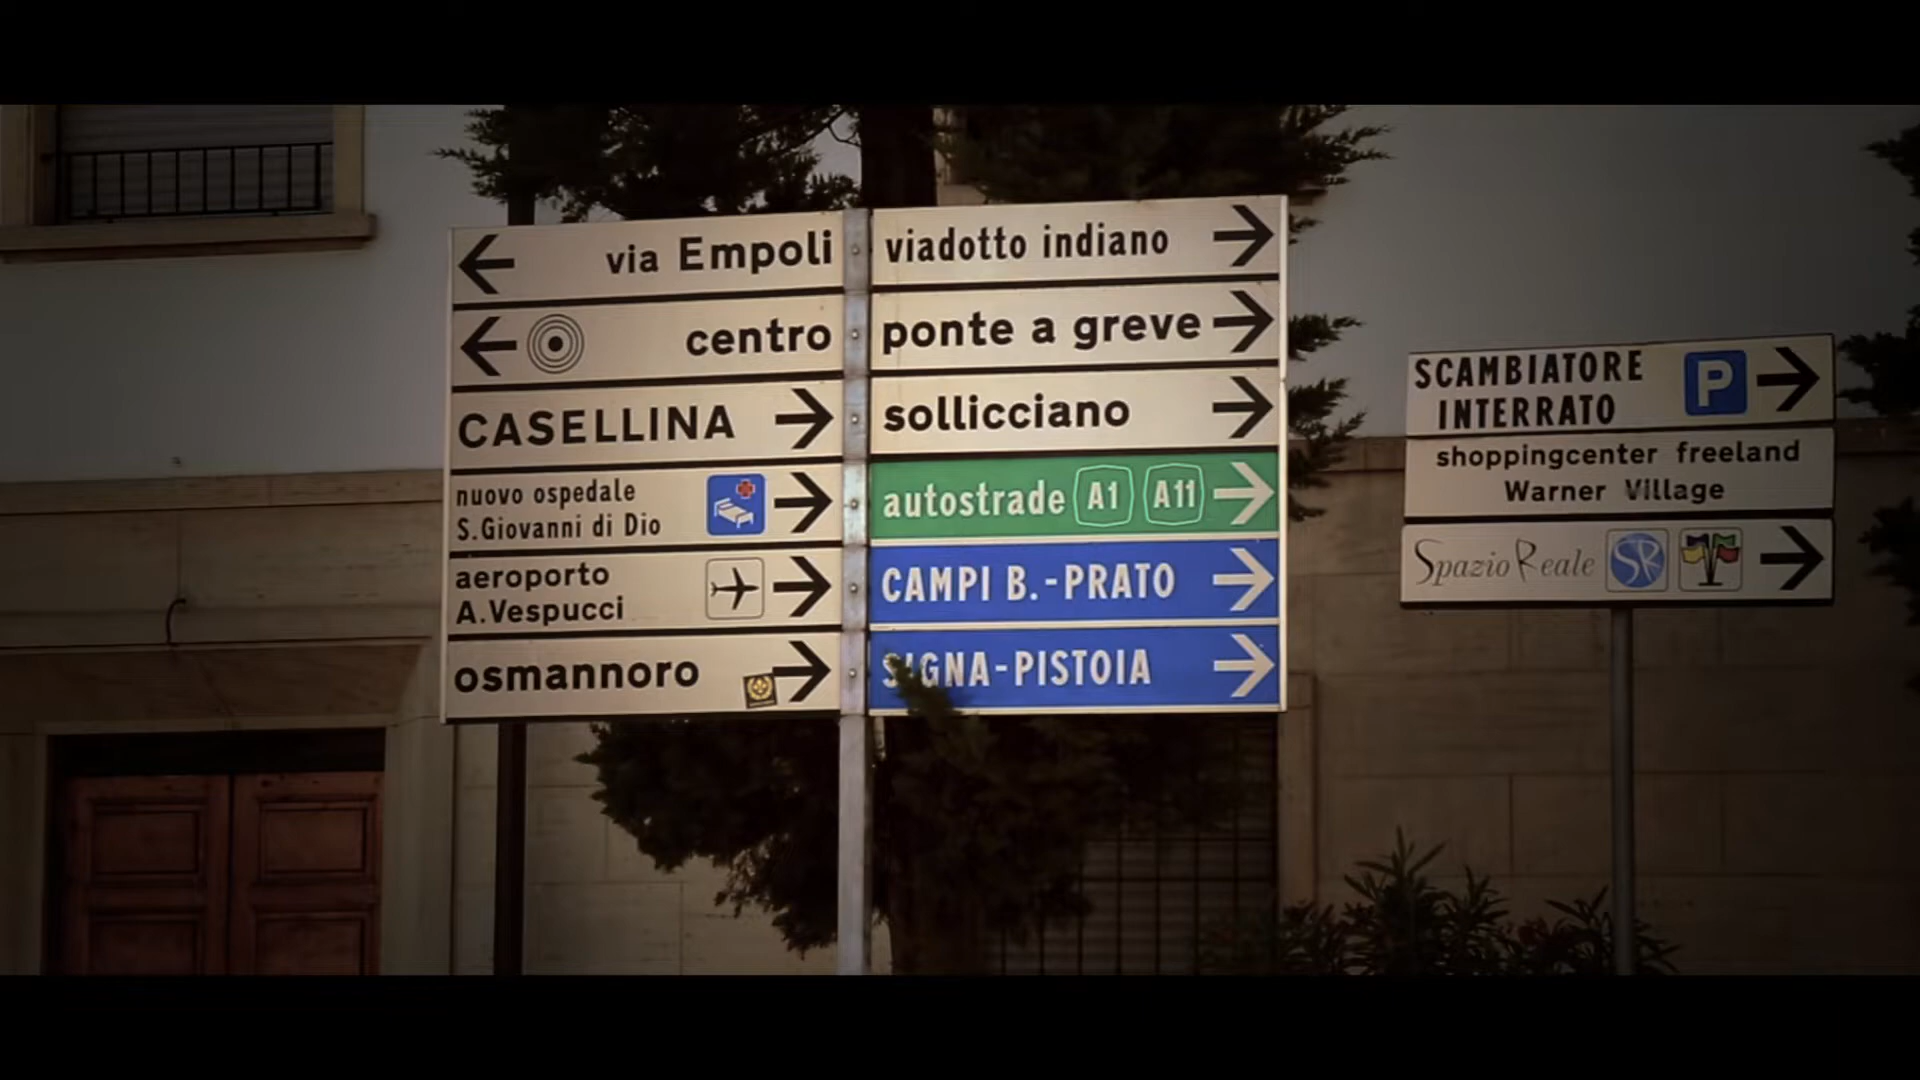 via Empoli
centro
CASELLINA
nuovo ospedale
S.Giovanni di Dio
aeroporto
A.Vespucci
osmannoro
viadotto indiano
ponte a greve
sollicciano
autostrade A1 A11
CAMPI B.-PRATO
SIGNA-PISTOIA
SCAMBIATORE
INTERRATO P
shoppingcenter freeland
Warner Village
Spazio Reale SR